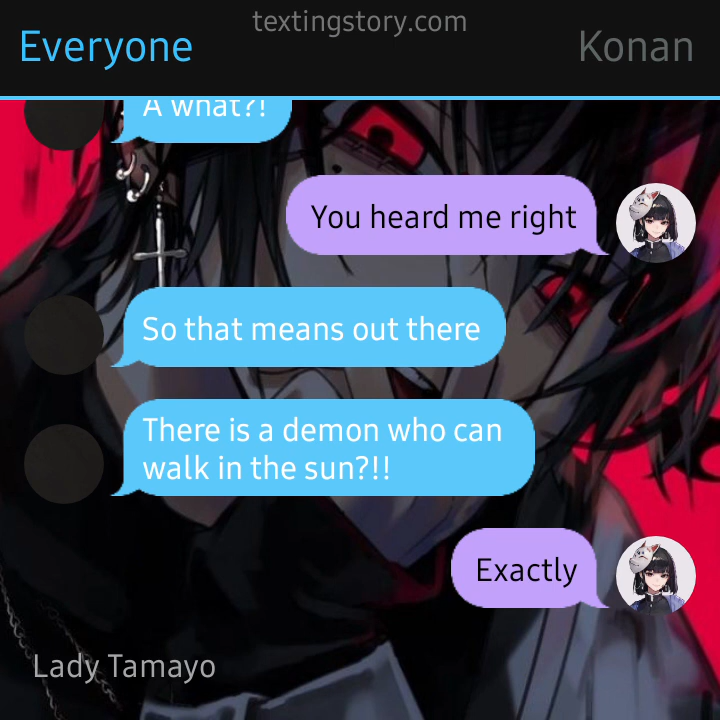 textingstory.com
Everyone
Konan
A what?!
You heard me right
So that means out there
There is a demon who can
walk in the sun?!!
Exactly
Lady Tamayo